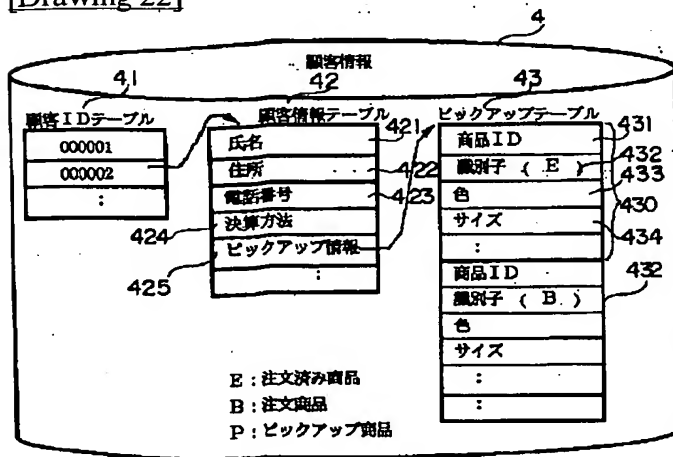 [Drawing 22]
4
顧客情報
41
42
43
顧客IDテーブル
000001
000002
:
顧客情報テーブル
氏名
421
住所
422
電話番号
423
決算方法
424
ピックアップ情報
425
:
ピックアップテーブル
商品ID
431
識別子 ( E )
432
色
433
430
サイズ
434
:
商品ID
432
識別子 ( B )
色
サイズ
:
:
E:注文済み商品
B:注文商品
P:ピックアップ商品